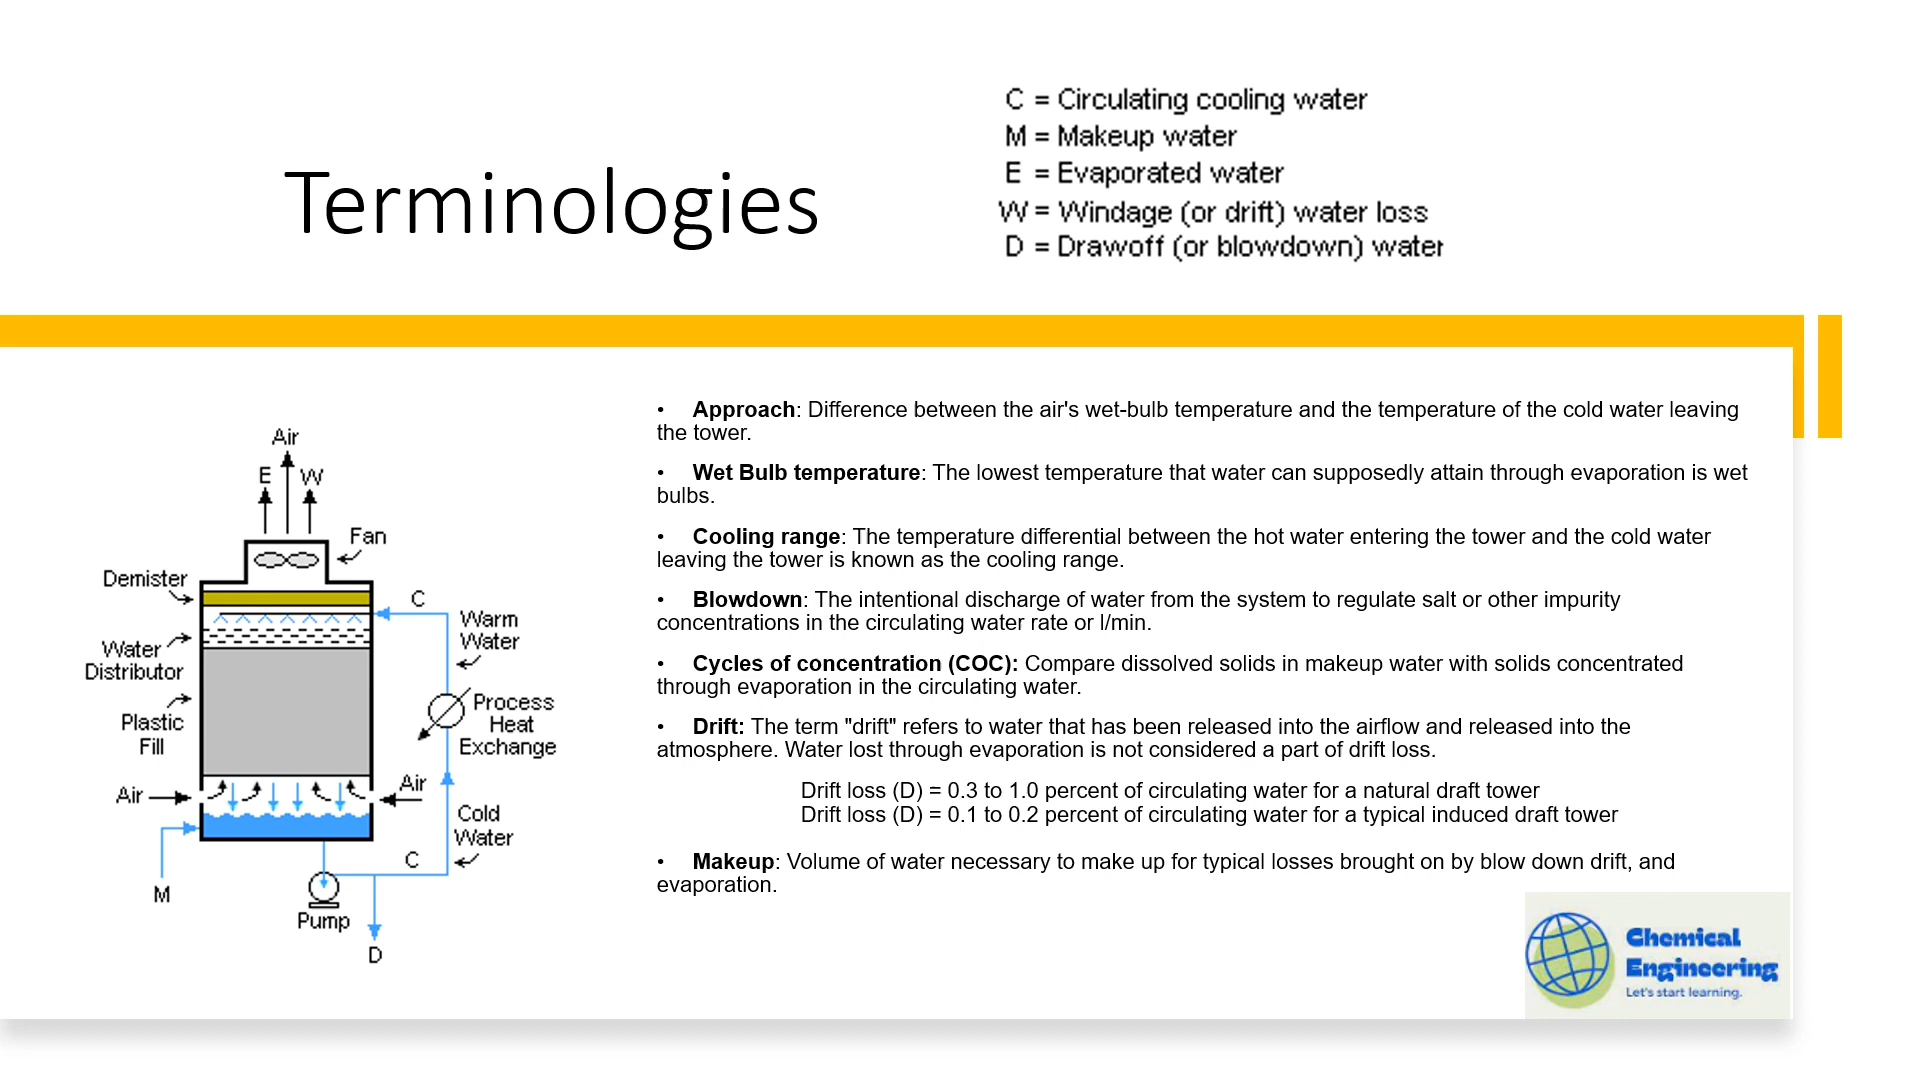 Terminologies
C = Circulating cooling water
M = Makeup water
E = Evaporated water
W = Windage (or drift) water loss
D = Drawoff (or blowdown) water
Air
E
W
Fan
Demister
C
Warm
Water
Water
Distributor
Process
Heat
Exchange
Plastic
Fill
Air
Air
Cold
Water
C
M
Pump
D
• Approach: Difference between the air's wet-bulb temperature and the temperature of the cold water leaving
the tower.
• Wet Bulb temperature: The lowest temperature that water can supposedly attain through evaporation is wet
bulbs.
• Cooling range: The temperature differential between the hot water entering the tower and the cold water
leaving the tower is known as the cooling range.
• Blowdown: The intentional discharge of water from the system to regulate salt or other impurity
concentrations in the circulating water rate or l/min.
• Cycles of concentration (COC): Compare dissolved solids in makeup water with solids concentrated
through evaporation in the circulating water.
• Drift: The term "drift" refers to water that has been released into the airflow and released into the
atmosphere. Water lost through evaporation is not considered a part of drift loss.
Drift loss (D) = 0.3 to 1.0 percent of circulating water for a natural draft tower
Drift loss (D) = 0.1 to 0.2 percent of circulating water for a typical induced draft tower
• Makeup: Volume of water necessary to make up for typical losses brought on by blow down drift, and
evaporation.
Chemical
Engineering
Let's start learning.